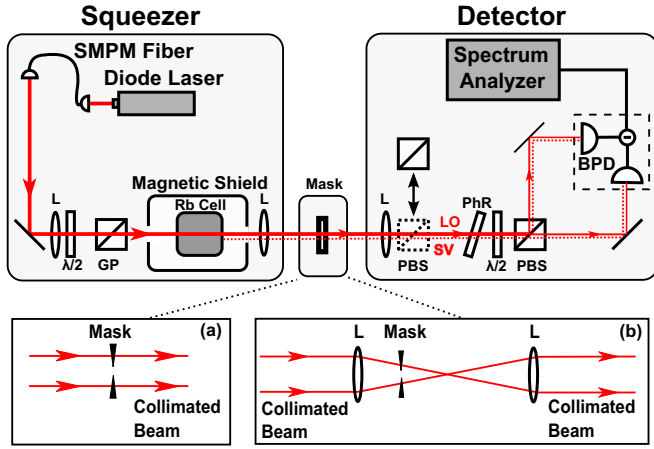 Squeezer
Detector
SMPM Fiber
Diode Laser
Spectrum
Analyzer
BPD
Magnetic Shield
Rb Cell
Mask
L
λ/2
GP
L
L
LO
SV
PBS
PhR
λ/2
PBS
(a)
Mask
Collimated
Beam
(b)
L
Mask
L
Collimated
Beam
Collimated
Beam